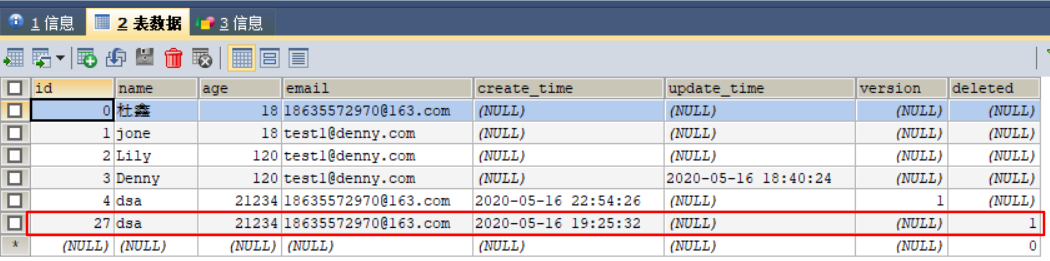 1 信息 2 表数据 3 信息
id name age email create_time update_time version deleted
0 杜鑫 18 18635572970@163.com (NULL) (NULL) (NULL) (NULL)
1 jone 18 test1@denny.com (NULL) (NULL) (NULL) (NULL)
2 Lily 120 test1@denny.com (NULL) (NULL) (NULL) (NULL)
3 Denny 120 test1@denny.com (NULL) 2020-05-16 18:40:24 (NULL) (NULL)
4 dsa 21234 18635572970@163.com 2020-05-16 22:54:26 (NULL) 1 (NULL)
27 dsa 21234 18635572970@163.com 2020-05-16 19:25:32 (NULL) (NULL) 1
* (NULL) (NULL) (NULL) (NULL) (NULL) (NULL) (NULL) 0